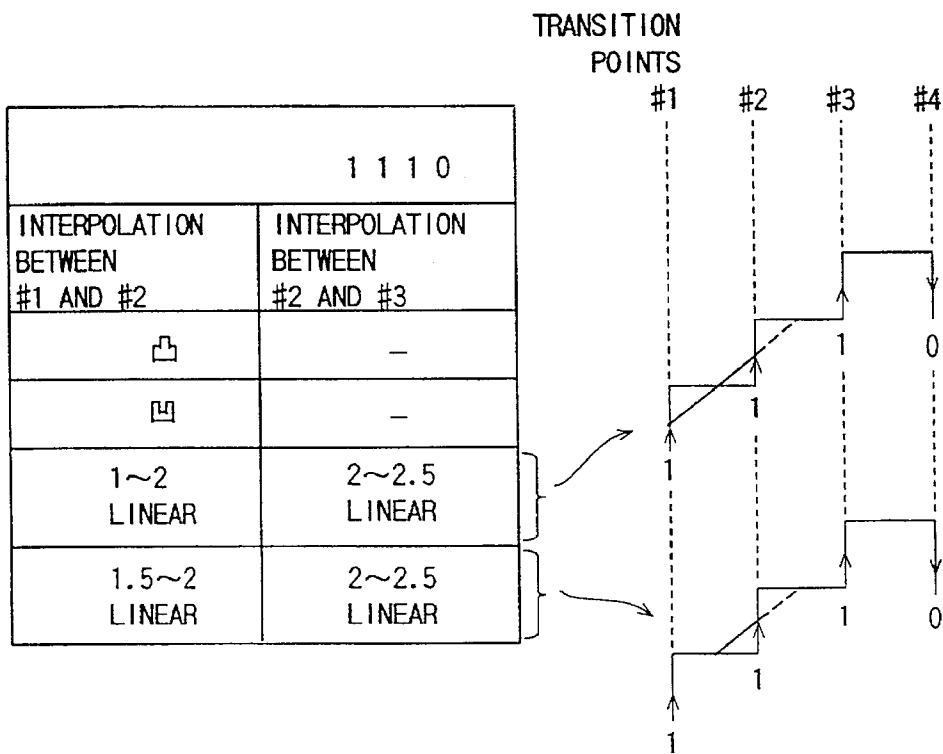 TRANSITION
POINTS
#1 #2 #3 #4
1 1 1 0
INTERPOLATION
BETWEEN
#1 AND #2
INTERPOLATION
BETWEEN
#2 AND #3
凸
–
凹
–
1～2
LINEAR
2～2.5
LINEAR
1.5～2
LINEAR
2～2.5
LINEAR
1
1
1
0
1
1
1
0